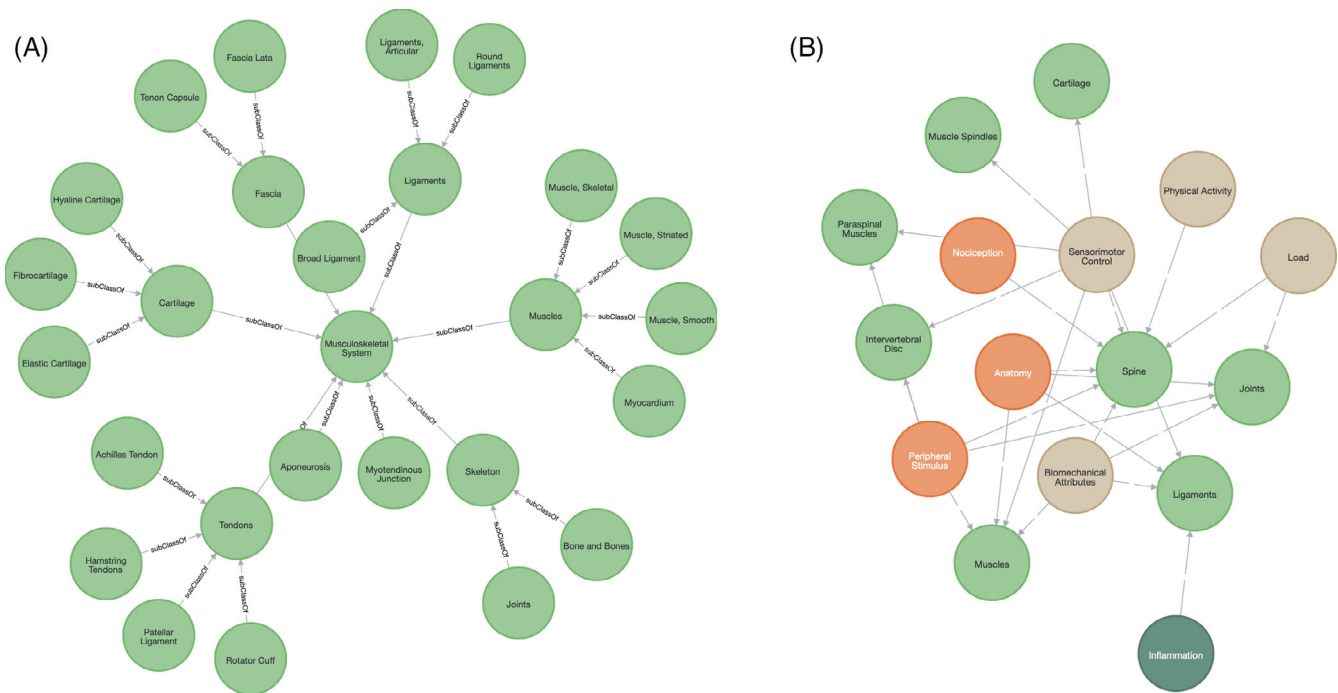 (A)
Fascia Lata
Tenon Capsule
subClassOf
subClassOf
Fascia
Ligaments,
Articular
Round
Ligaments
subClassOf
subClassOf
Ligaments
subClassOf
Broad Ligament
subClassOf
Hyaline Cartilage
subClassOf
Fibrocartilage
subClassOf
Cartilage
subClassOf
Elastic Cartilage
subClassOf
Muscle, Skeletal
subClassOf
Muscle, Striated
subClassOf
Muscles
subClassOf
Muscle, Smooth
subClassOf
subClassOf
Myocardium
Musculoskeletal
System
Of
subClassOf
subClassOf
subClassOf
Aponeurosis
Myotendinous
Junction
Skeleton
subClassOf
Bone and Bones
subClassOf
Joints
Achilles Tendon
subClassOf
Tendons
subClassOf
Hamstring
Tendons
subClassOf
Patellar
Ligament
subClassOf
Rotator Cuff
(B)
Cartilage
Muscle Spindles
Physical Activity
Paraspinal
Muscles
Nociception
Sensorimotor
Control
Load
Intervertebral
Disc
Anatomy
Spine
Joints
Peripheral
Stimulus
Biomechanical
Attributes
Ligaments
Muscles
Inflammation